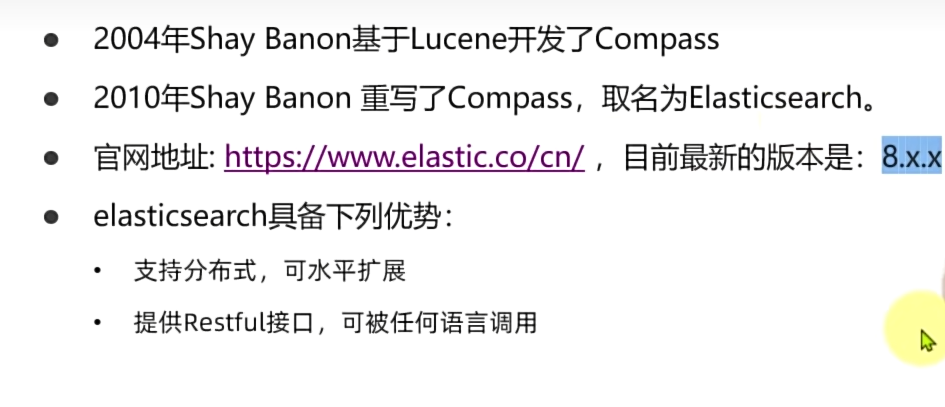 2004年Shay Banon基于Lucene开发了Compass
2010年Shay Banon 重写了Compass，取名为Elasticsearch。
官网地址: https://www.elastic.co/cn/ ，目前最新的版本是：8.x.x
elasticsearch具备下列优势：
支持分布式，可水平扩展
提供Restful接口，可被任何语言调用